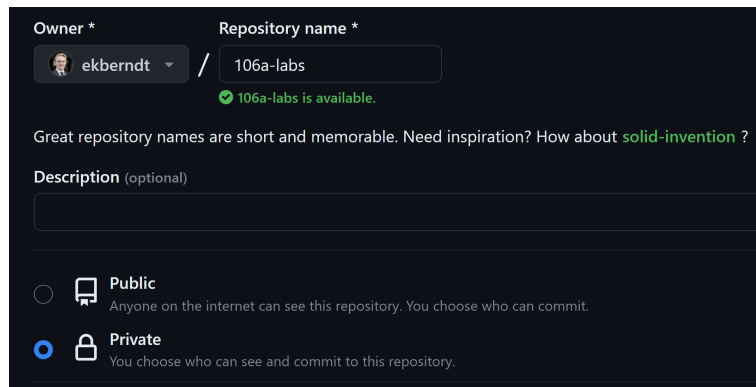 Owner *
Repository name *
ekberndt / 106a-labs
106a-labs is available.
Great repository names are short and memorable. Need inspiration? How about solid-invention ?
Description (optional)
Public
Anyone on the internet can see this repository. You choose who can commit.
Private
You choose who can see and commit to this repository.